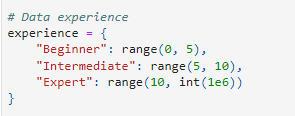 # Data experience
experience = {
    "Beginner": range(0, 5),
    "Intermediate": range(5, 10),
    "Expert": range(10, int(1e6))
}